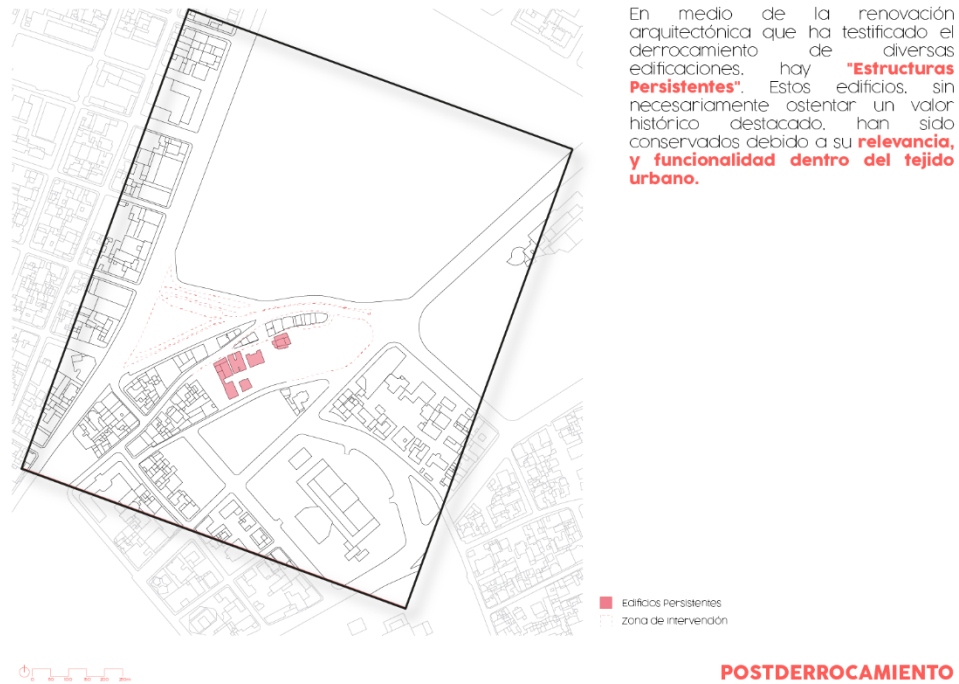 En medio de la renovación
arquitectónica que ha testificado el
derrocamiento de diversas
edificaciones, hay "Estructuras
Persistentes". Estos edificios, sin
necesariamente ostentar un valor
histórico destacado, han sido
conservados debido a su relevancia,
y funcionalidad dentro del tejido
urbano.
Edificios Persistentes
Zona de intervención
POSTDERROCAMIENTO